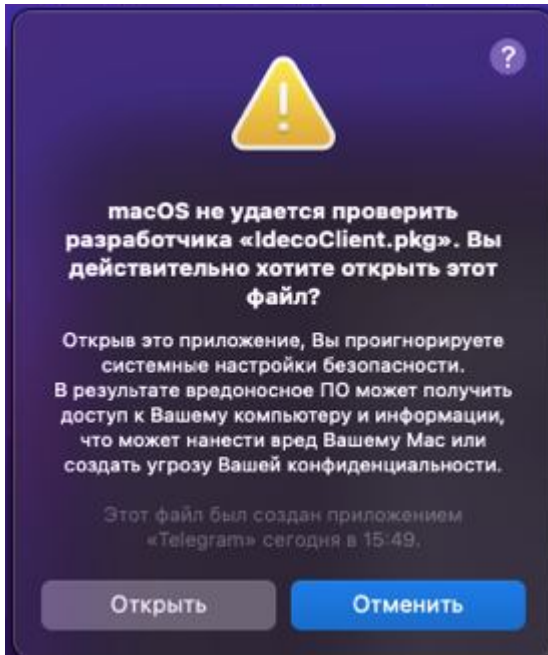 ?
macOS не удается проверить
разработчика «IdecoClient.pkg». Вы
действительно хотите открыть этот
файл?
Открыв это приложение, Вы проигнорируете
системные настройки безопасности.
В результате вредоносное ПО может получить
доступ к Вашему компьютеру и информации,
что может нанести вред Вашему Mac или
создать угрозу Вашей конфиденциальности.
Этот файл был создан приложением
«Telegram» сегодня в 15:49.
Открыть
Отменить